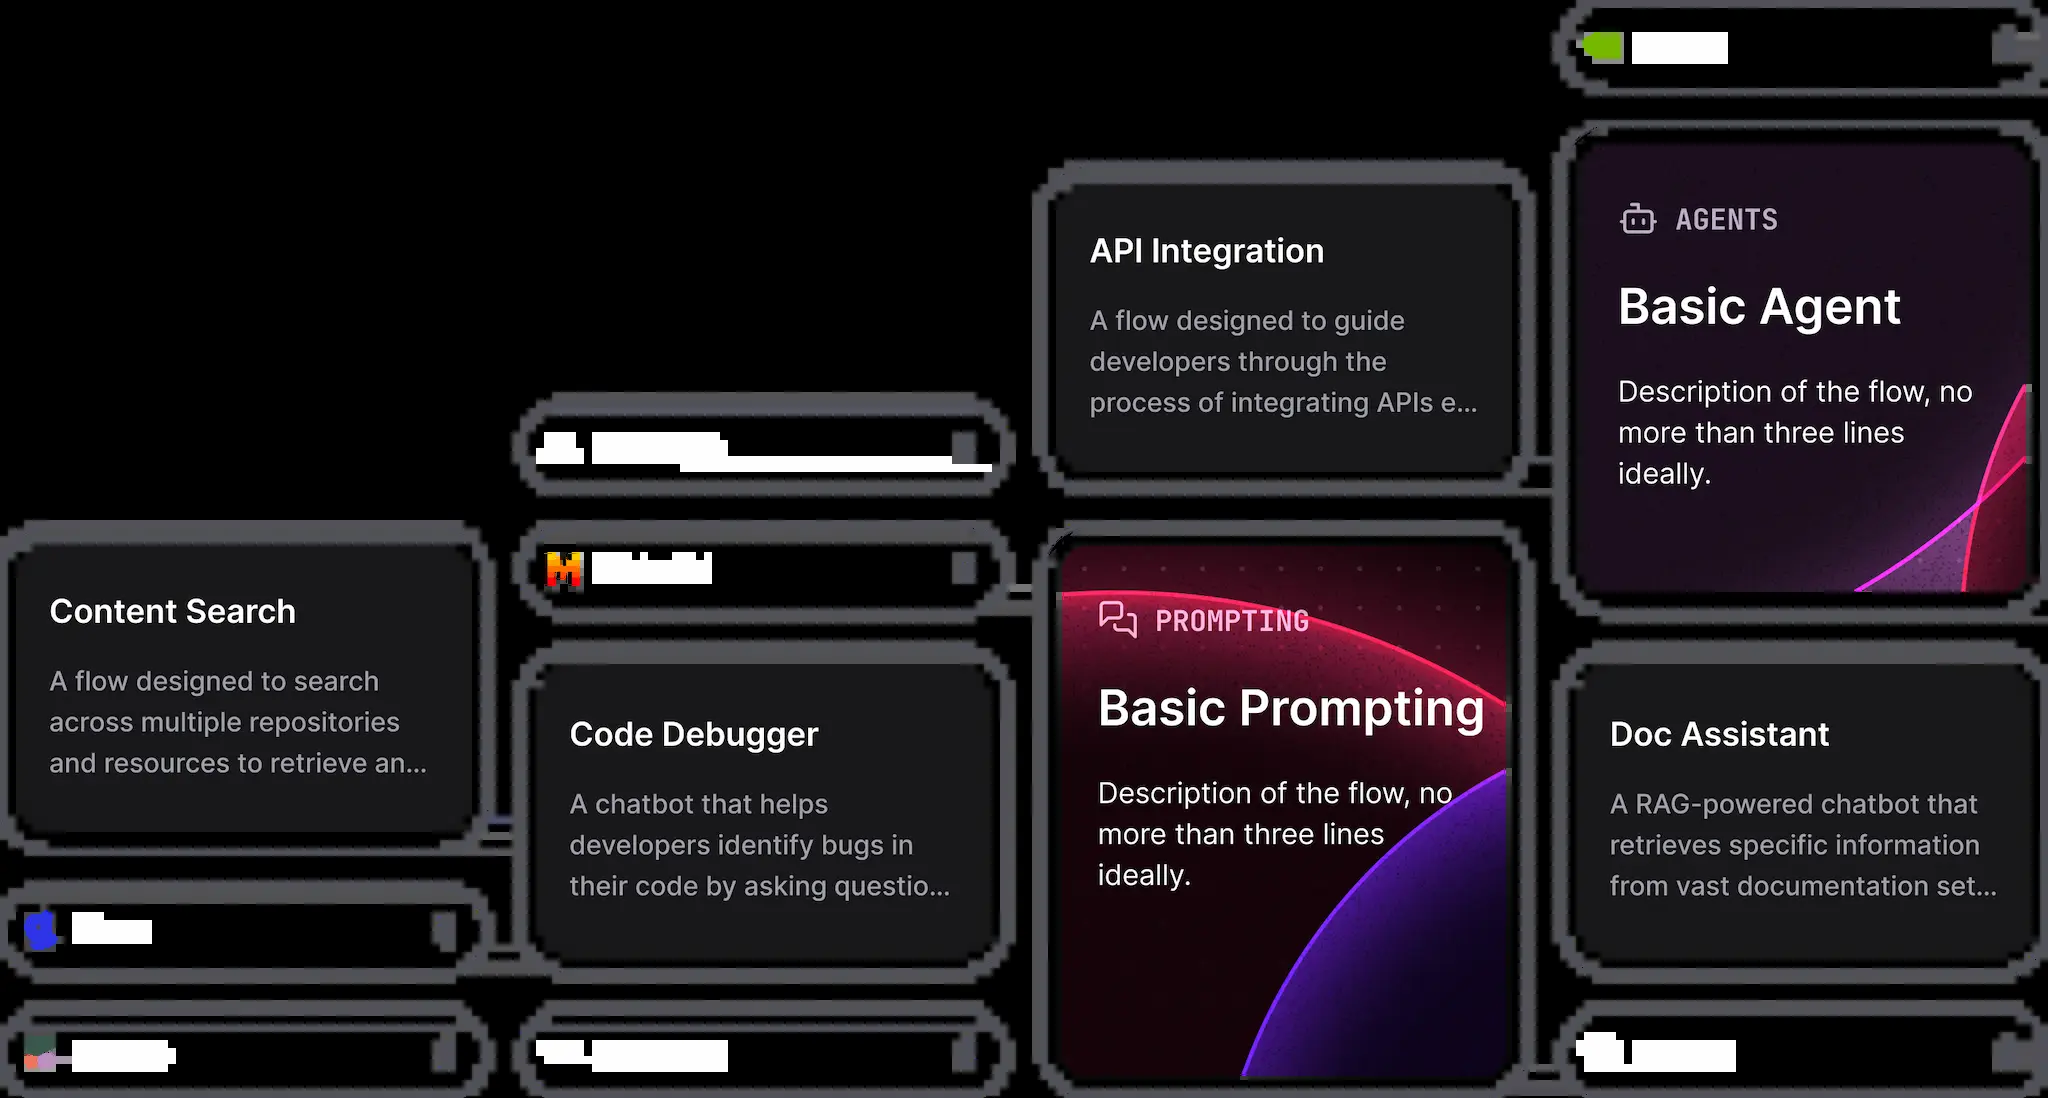 Content Search
A flow designed to search
across multiple repositories
and resources to retrieve an...
Code Debugger
A chatbot that helps
developers identify bugs in
their code by asking questio...
API Integration
A flow designed to guide
developers through the
process of integrating APIs e...
PROMPTING
Basic Prompting
Description of the flow, no
more than three lines
ideally.
AGENTS
Basic Agent
Description of the flow, no
more than three lines
ideally.
Doc Assistant
A RAG-powered chatbot that
retrieves specific information
from vast documentation set...